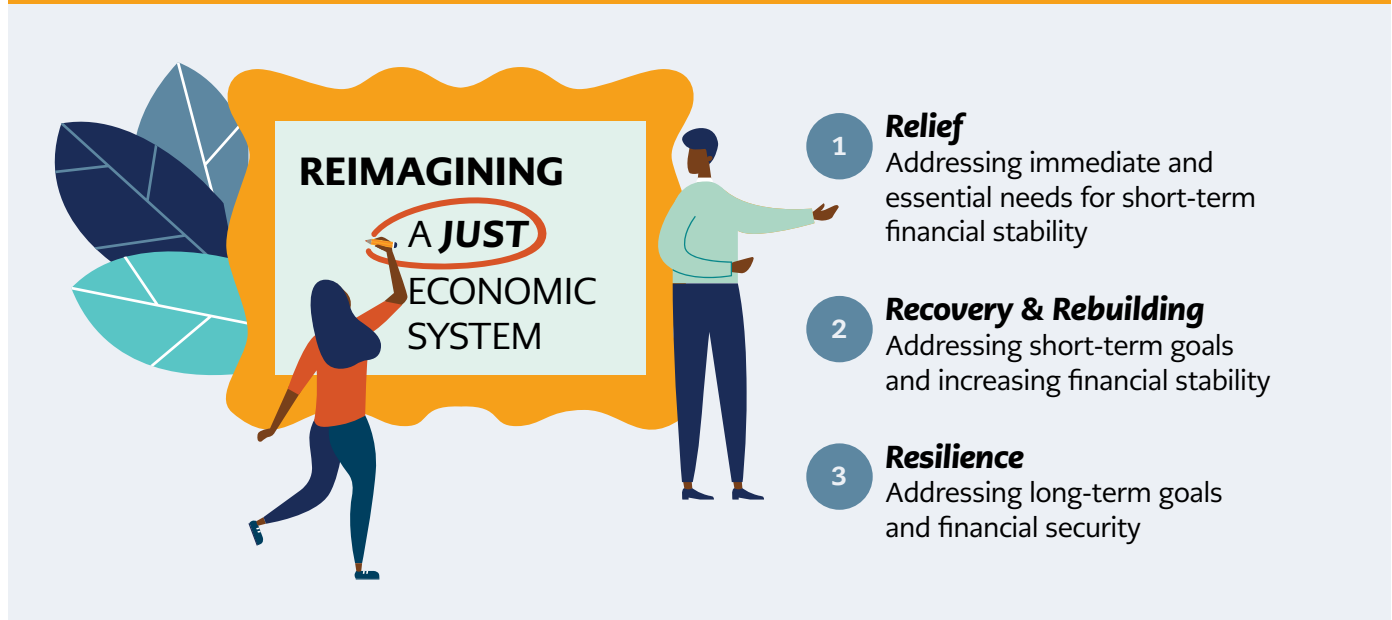 REIMAGINING
A JUST
ECONOMIC
SYSTEM
1
Relief
Addressing immediate and
essential needs for short-term
financial stability
2
Recovery & Rebuilding
Addressing short-term goals
and increasing financial stability
3
Resilience
Addressing long-term goals
and financial security